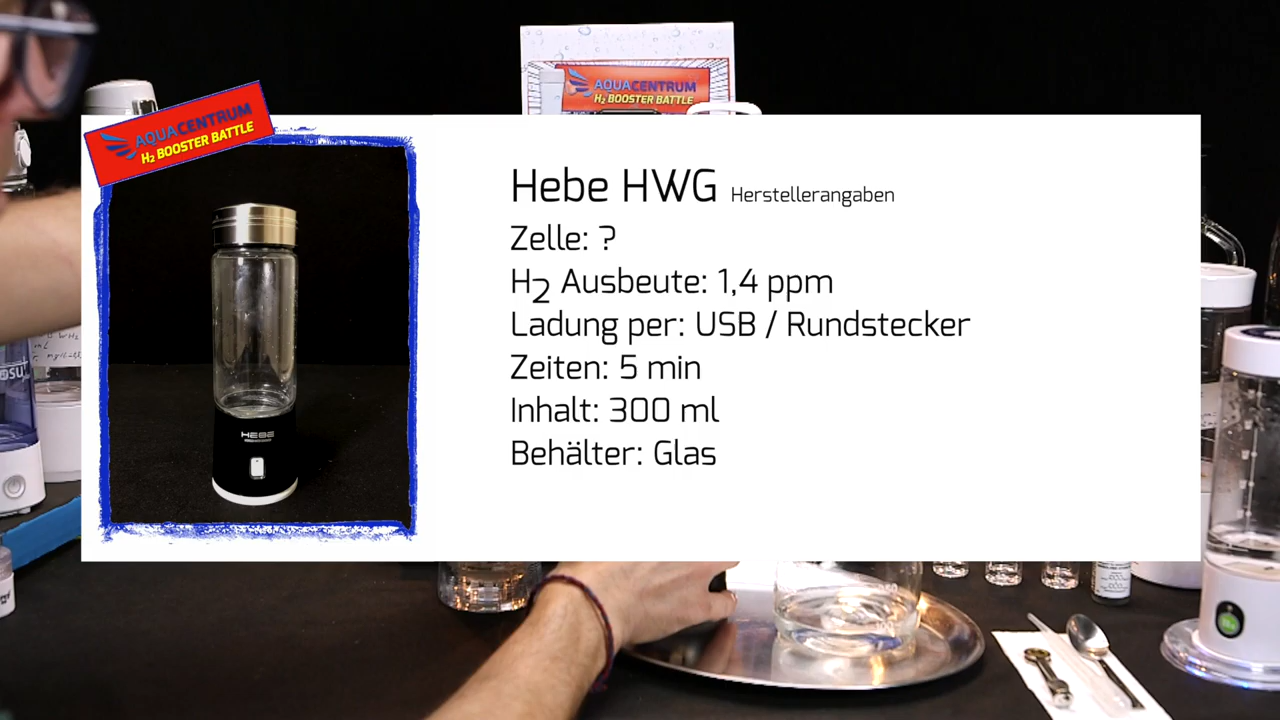 AQUACENTRUM
H₂ BOOSTER BATTLE
AQUACENTRUM
H₂ BOOSTER BATTLE
Hebe HWG Herstellerangaben
Zelle: ?
H₂ Ausbeute: 1,4 ppm
Ladung per: USB / Rundstecker
Zeiten: 5 min
Inhalt: 300 ml
Behälter: Glas
HEBE